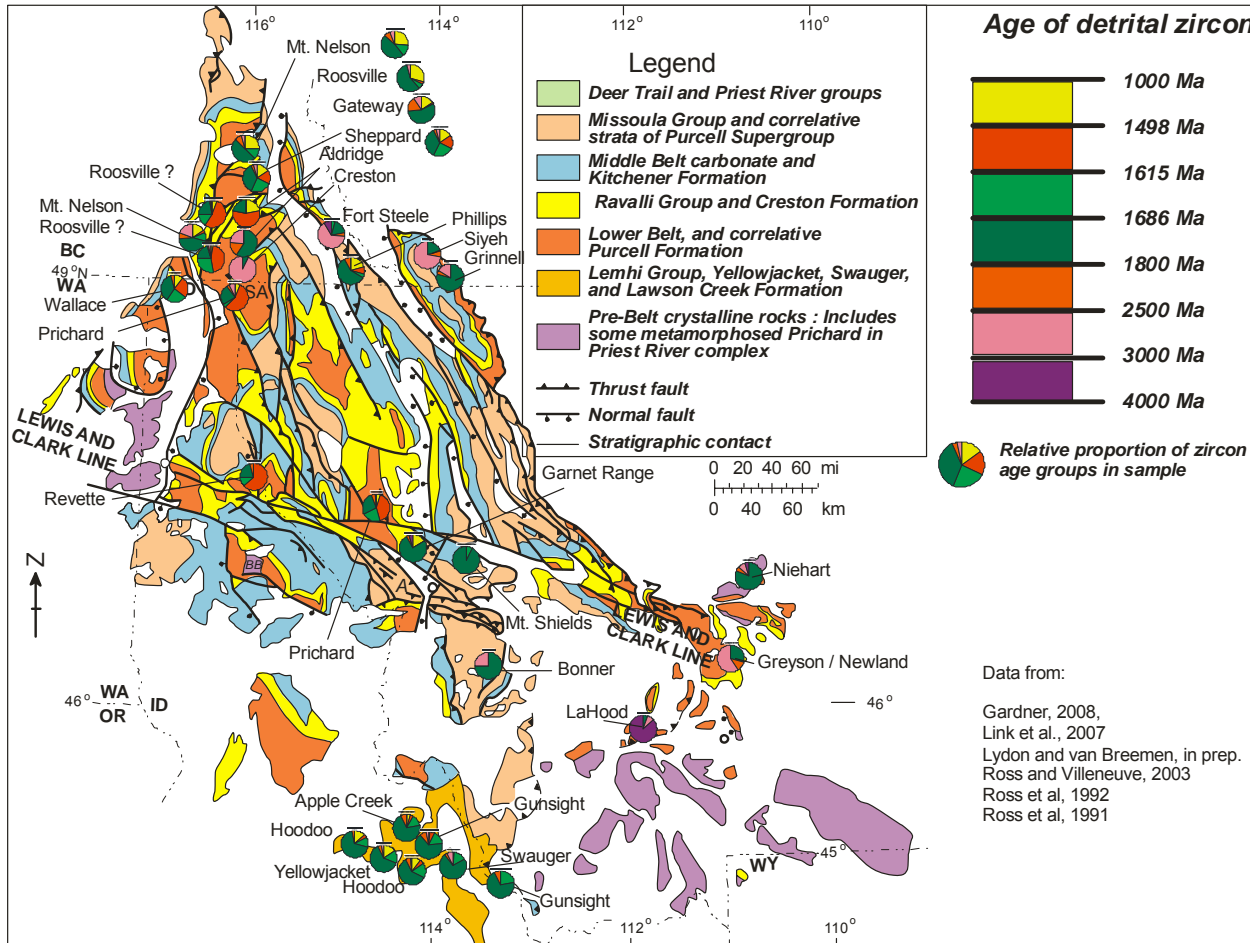 116°
114°
112°
110°
Age of detrital zircon
Mt. Nelson
Roosville
Gateway
Sheppard
Aldridge
Creston
Roosville ?
Mt. Nelson
Roosville ?
Fort Steele
Phillips
Siyeh
Grinnell
BC
49°N
WA
Wallace
SA
Prichard
Legend
Deer Trail and Priest River groups
Missoula Group and correlative
strata of Purcell Supergroup
Middle Belt carbonate and
Kitchener Formation
Ravalli Group and Creston Formation
Lower Belt, and correlative
Purcell Formation
Lemhi Group, Yellowjacket, Swauger,
and Lawson Creek Formation
Pre-Belt crystalline rocks : Includes
some metamorphosed Prichard in
Priest River complex
Thrust fault
Normal fault
Stratigraphic contact
1000 Ma
1498 Ma
1615 Ma
1686 Ma
1800 Ma
2500 Ma
3000 Ma
4000 Ma
Relative proportion of zircon
age groups in sample
0 20 40 60 mi
0 40 60 km
LEWIS AND
CLARK LINE
Revette
Garnet Range
BB
A
Z
Niehart
Mt. Shields
LEWIS AND
CLARK LINE
Prichard
Bonner
Greyson / Newland
LaHood
46°
WA
OR
ID
46°
Data from:
Gardner, 2008,
Link et al., 2007
Lydon and van Breemen, in prep.
Ross and Villeneuve, 2003
Ross et al, 1992
Ross et al, 1991
Apple Creek
Gunsight
Hoodoo
Swauger
Yellowjacket
Hoodoo
Gunsight
45°
WY
114°
112°
110°